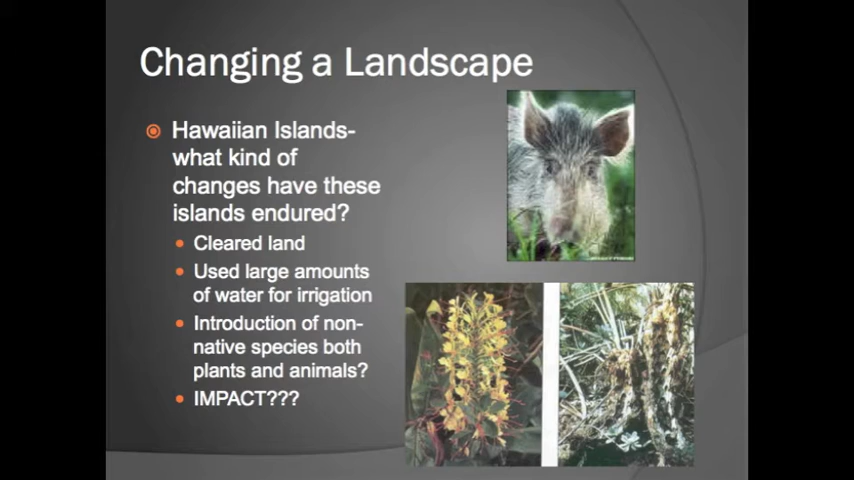 Changing a Landscape
Hawaiian Islands-
what kind of
changes have these
islands endured?
Cleared land
Used large amounts
of water for irrigation
Introduction of non-
native species both
plants and animals?
IMPACT???